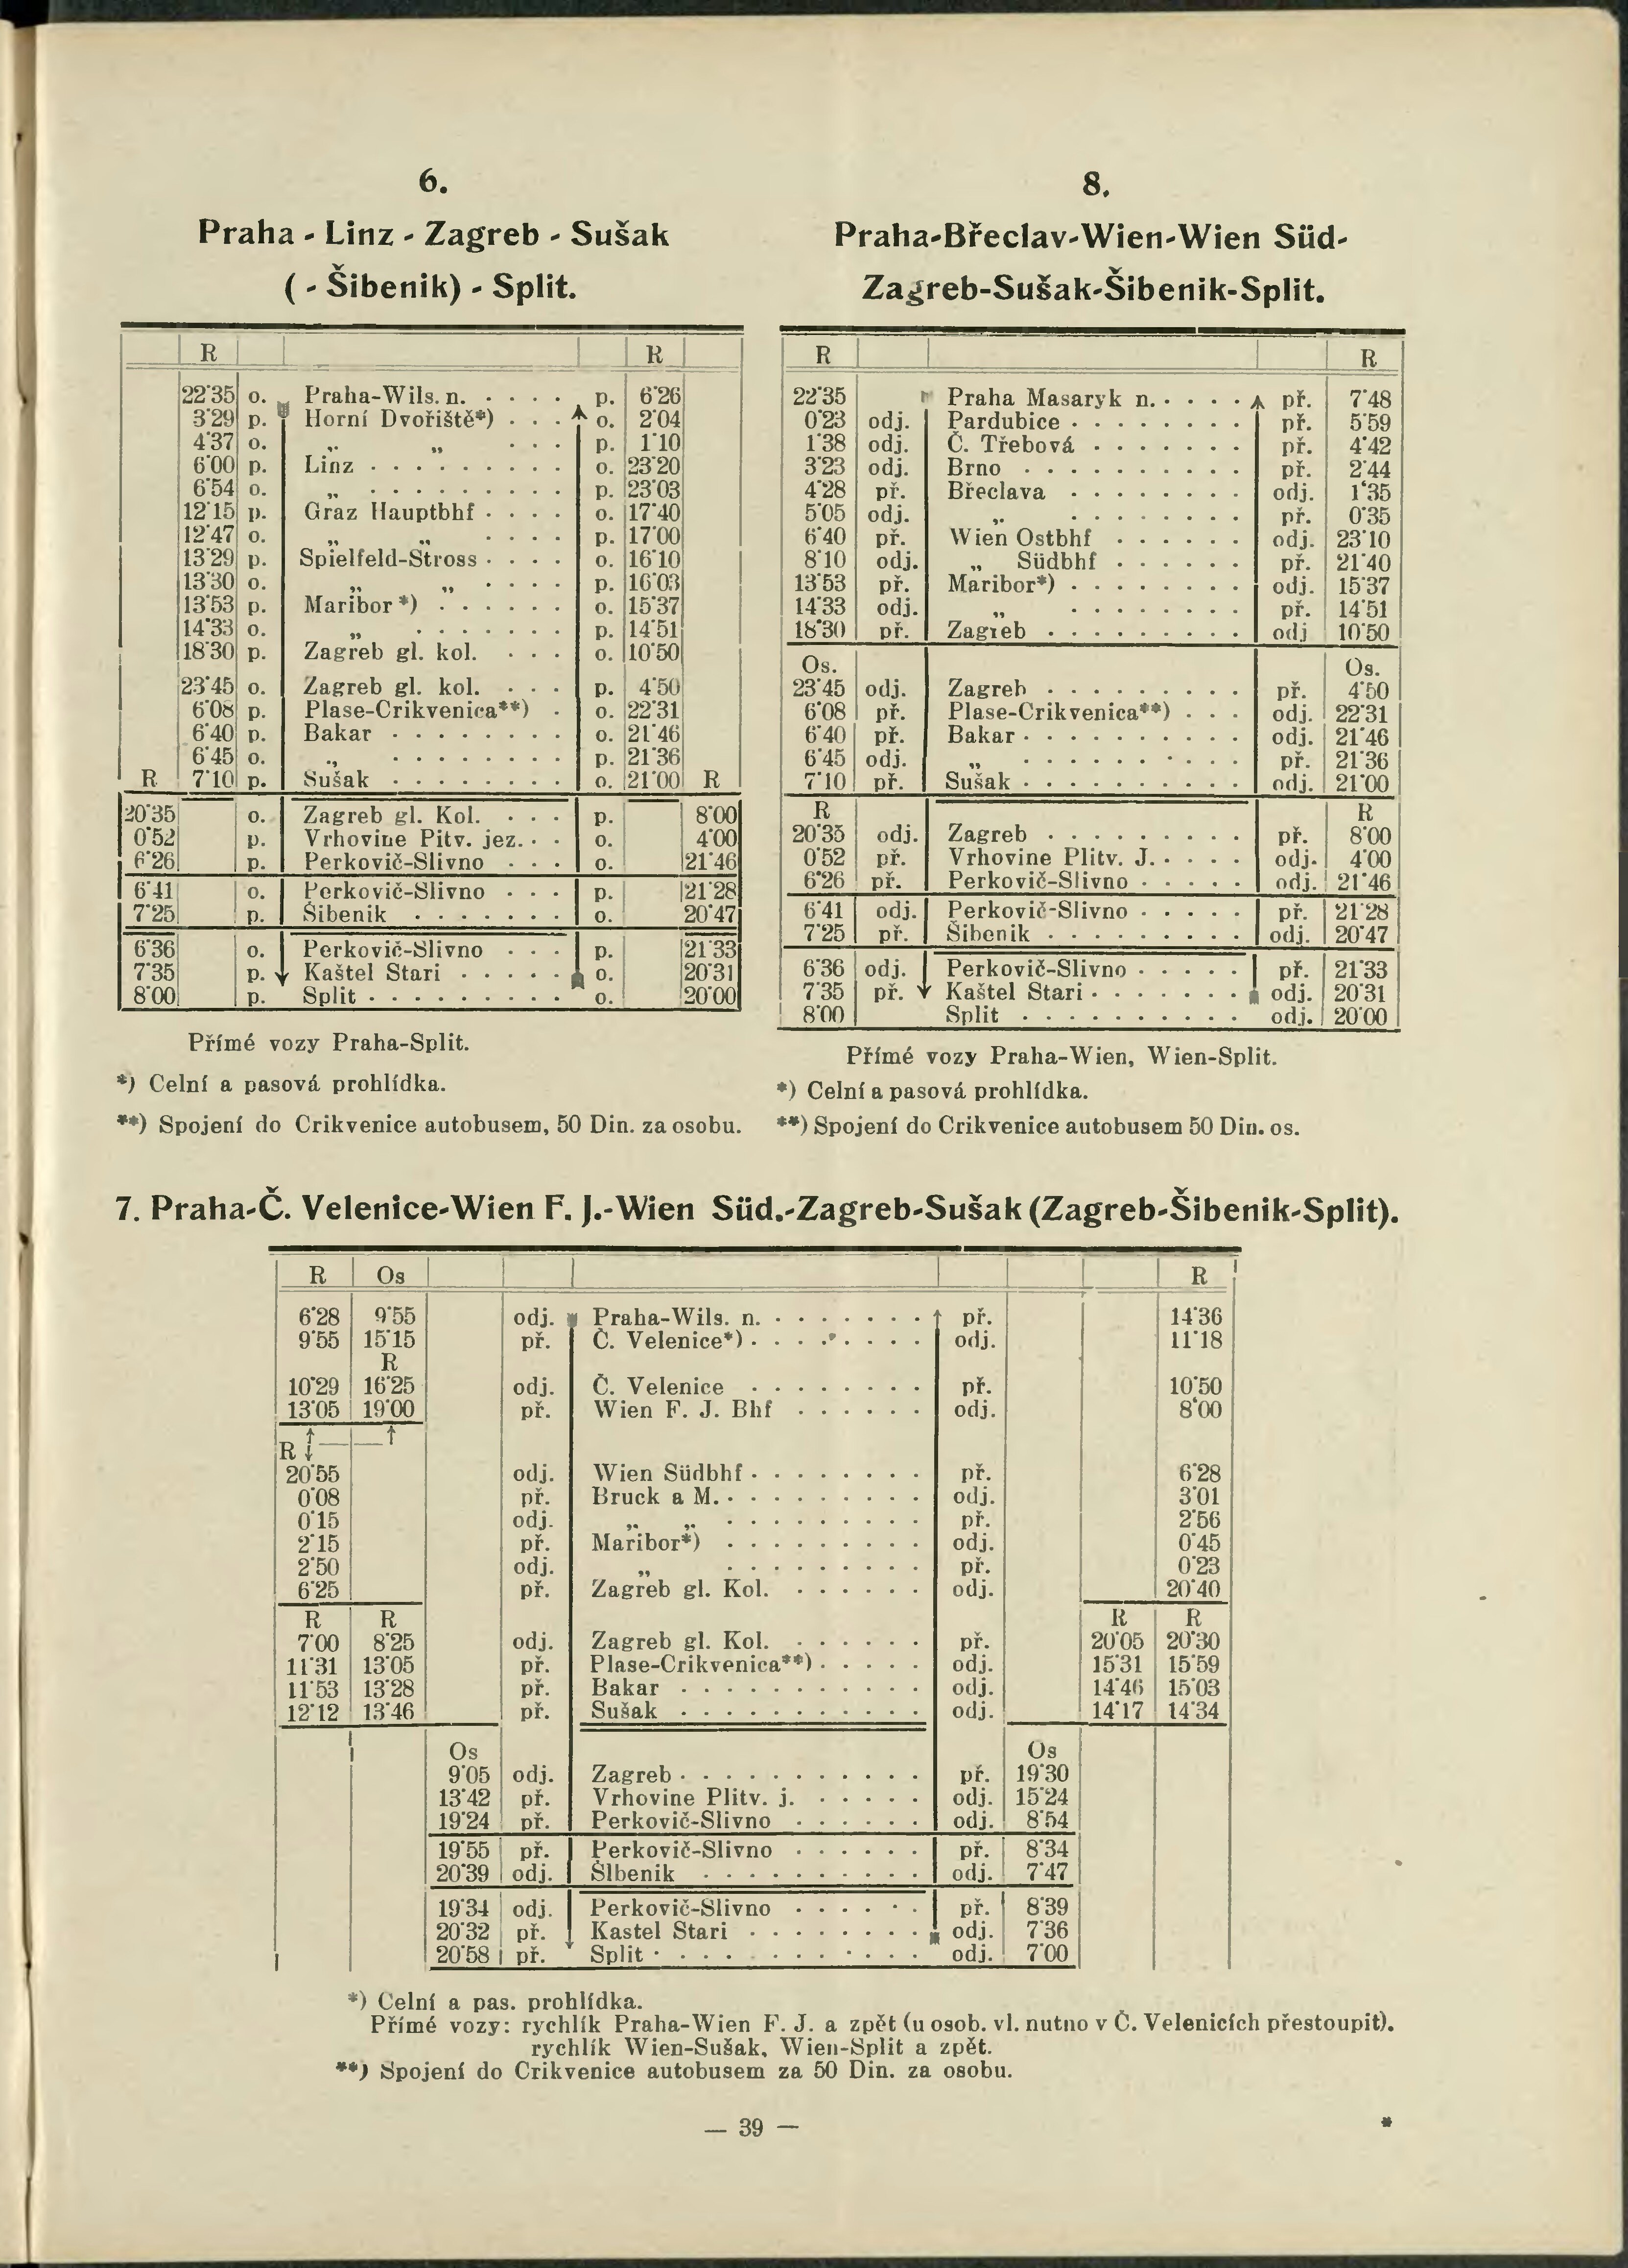 6.
Praha - Linz - Zagreb - Sušak
( - Šibenik) - Split.
R R
22·35 o. Praha-Wils. n. . . . . . p. 6·26
3·29 p. Horní Dvořiště*) . . . o. 2·04
4·37 o. „ „ . . . p. 1·10
6·00 p. Linz . . . . . . . . . o. 23·20
6·54 o. „ . . . . . . . . . p. 23·03
12·15 p. Graz Hauptbhf . . . . o. 17·40
12·47 o. „ „ . . . . p. 17·00
13·29 p. Spielfeld-Stross . . . . o. 16·10
13·30 o. „ „ . . . . p. 16·03
13·53 p. Maribor*) . . . . . . o. 15·37
14·33 o. „ . . . . . . . p. 14·51
18·30 p. Zagreb gl. kol. . . . o. 10·50
23·45 o. Zagreb gl. kol. . . . p. 4·50
6·08 p. Plase-Crikvenica**) . o. 22·31
6·40 p. Bakar . . . . . . . . o. 21·46
6·45 o. „ . . . . . . . . p. 21·36
R 7·10 p. Sušak . . . . . . . . o. 21·00 R
20·35 o. Zagreb gl. Kol. . . . p. 8·00
0·52 p. Vrhovine Pitv. jez. . . o. 4·00
6·26 p. Perkovič-Slivno . . . o. 21·46
6·41 o. Perkovič-Slivno . . . p. 21·28
7·25 p. Šibenik . . . . . . . o. 20·47
6·36 o. Perkovič-Slivno . . . p. 21·33
7·35 p. Kaštel Stari . . . . . o. 20·31
8·00 p. Split . . . . . . . . . o. 20·00
Přímé vozy Praha-Split.
*) Celní a pasová prohlídka.
**) Spojení do Crikvenice autobusem, 50 Din. za osobu.
8.
Praha-Břeclav-Wien-Wien Süd-
Zagreb-Sušak-Šibenik-Split.
R R
22·35 Praha Masaryk n. . . . . př. 7·48
0·23 odj. Pardubice . . . . . . . . př. 5·59
1·38 odj. Č. Třebová . . . . . . . př. 4·42
3·23 odj. Brno . . . . . . . . . . př. 2·44
4·28 př. Břeclava . . . . . . . . odj. 1·35
5·05 odj. „ . . . . . . . . př. 0·35
6·40 př. Wien Ostbhf . . . . . . odj. 23·10
8·10 odj. „ Südbhf . . . . . . př. 21·40
13·53 př. Maribor*) . . . . . . . . odj. 15·37
14·33 odj. „ . . . . . . . . př. 14·51
18·30 př. Zagreb . . . . . . . . . odj 10·50
Os. Os.
23·45 odj. Zagreb . . . . . . . . . př. 4·50
6·08 př. Plase-Crikvenica**) . . . odj. 22·31
6·40 př. Bakar . . . . . . . . . . odj. 21·46
6·45 odj. „ . . . . . . . . . . př. 21·36
7·10 př. Sušak . . . . . . . . . . odj. 21·00
R R
20·35 odj. Zagreb . . . . . . . . . př. 8·00
0·52 př. Vrhovine Plitv. J. . . . . odj. 4·00
6·26 př. Perkovič-Slivno . . . . . odj. 21·46
6·41 odj. Perkovič-Slivno . . . . . př. 21·28
7·25 př. Šibenik . . . . . . . . . odj. 20·47
6·36 odj. Perkovič-Slivno . . . . . př. 21·33
7·35 př. Kaštel Stari . . . . . . . odj. 20·31
8·00 Split . . . . . . . . . . odj. 20·00
Přímé vozy Praha-Wien, Wien-Split.
*) Celní a pasová prohlídka.
**) Spojení do Crikvenice autobusem 50 Din. os.
7. Praha-Č. Velenice-Wien F. J.-Wien Süd.-Zagreb-Sušak (Zagreb-Šibenik-Split).
R Os R
6·28 9·55 odj. Praha-Wils. n. . . . . . . . . př. 14·36
9·55 15·15 př. Č. Velenice*) . . . . . . . . odj. 11·18
R
10·29 16·25 odj. Č. Velenice . . . . . . . . př. 10·50
13·05 19·00 př. Wien F. J. Bhf . . . . . . odj. 8·00
R
20·55 odj. Wien Südbhf . . . . . . . . př. 6·28
0·08 př. Bruck a M. . . . . . . . . . odj. 3·01
0·15 odj. „ „ . . . . . . . . . př. 2·56
2·15 př. Maribor*) . . . . . . . . . odj. 0·45
2·50 odj. „ . . . . . . . . . př. 0·23
6·25 př. Zagreb gl. Kol. . . . . . . odj. 20·40
R R R R
7·00 8·25 odj. Zagreb gl. Kol. . . . . . . př. 20·05 20·30
11·31 13·05 př. Plase-Crikvenica**) . . . . . odj. 15·31 15·59
11·53 13·28 př. Bakar . . . . . . . . . . . odj. 14·46 15·03
12·12 13·46 př. Sušak . . . . . . . . . . . odj. 14·17 14·34
Os Os
9·05 odj. Zagreb . . . . . . . . . . . př. 19·30
13·42 př. Vrhovine Plitv. j. . . . . . odj. 15·24
19·24 př. Perkovič-Slivno . . . . . . odj. 8·54
19·55 př. Perkovič-Slivno . . . . . . př. 8·34
20·39 odj. Šlbenik . . . . . . . . . . odj. 7·47
19·34 odj. Perkovič-Slivno . . . . . . př. 8·39
20·32 př. Kastel Stari . . . . . . . . odj. 7·36
20·58 př. Split . . . . . . . . . . . odj. 7·00
*) Celní a pas. prohlídka.
Přímé vozy: rychlík Praha-Wien F. J. a zpět (u osob. vl. nutno v Č. Velenicích přestoupit).
rychlík Wien-Sušak, Wien-Split a zpět.
**) Spojení do Crikvenice autobusem za 50 Din. za osobu.
— 39 —
*